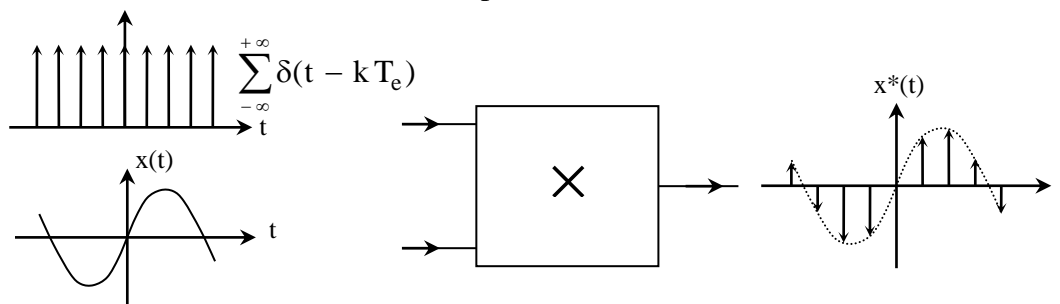 + ∞
∑ δ(t − k Tₑ)
− ∞
t
x(t)
t
×
x*(t)